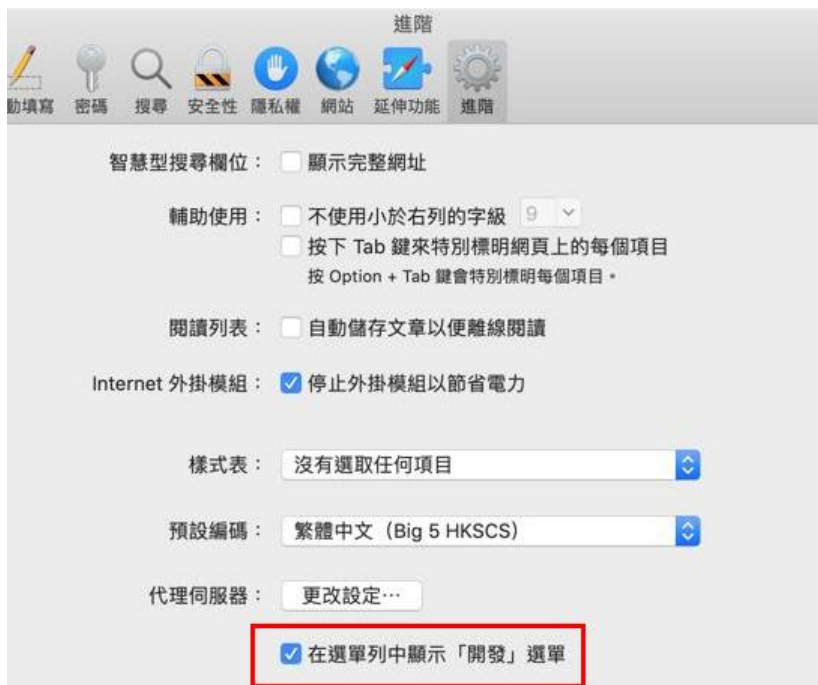 進階
動填寫 密碼 搜尋 安全性 隱私權 網站 延伸功能 進階
智慧型搜尋欄位： 顯示完整網址
輔助使用： 不使用小於右列的字級 9
按下 Tab 鍵來特別標明網頁上的每個項目
按 Option + Tab 鍵會特別標明每個項目。
閱讀列表： 自動儲存文章以便離線閱讀
Internet 外掛模組： 停止外掛模組以節省電力
樣式表： 沒有選取任何項目
預設編碼： 繁體中文（Big 5 HKSCS）
代理伺服器： 更改設定⋯
在選單列中顯示「開發」選單